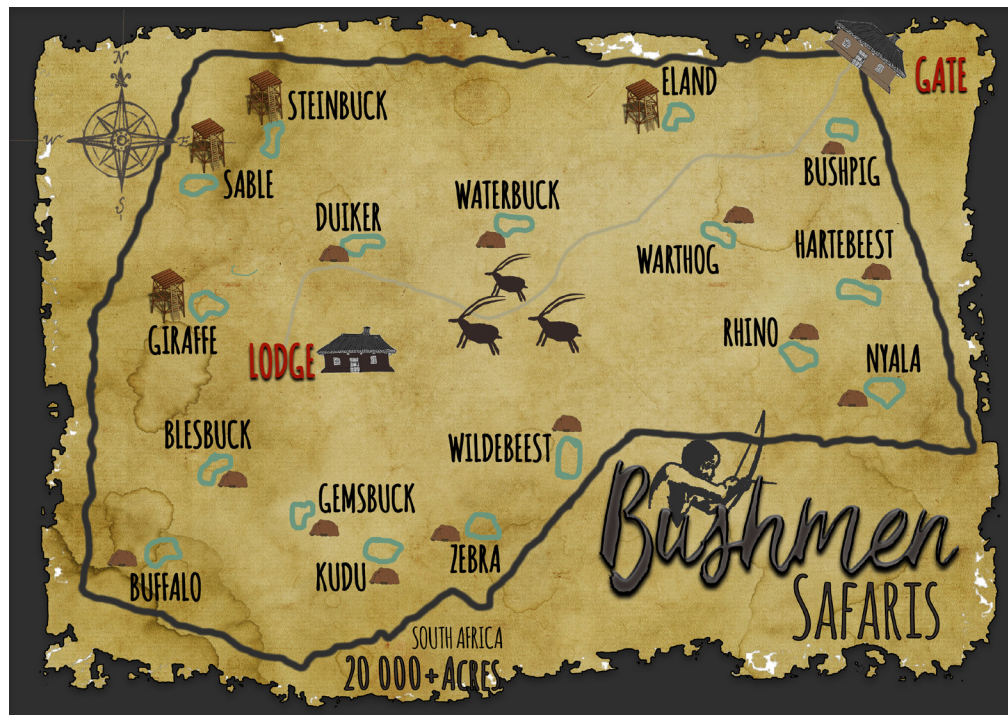 N
W
E
S
GATE
STEINBUCK
ELAND
SABLE
BUSHPIG
DUIKER
WATERBUCK
WARTHOG
HARTEBEEST
GIRAFFE
LODGE
RHINO
NYALA
BLESBUCK
WILDEBEEST
GEMSBUCK
KUDU
ZEBRA
BUFFALO
Bushmen
SAFARIS
SOUTH AFRICA
20 000+ACRES